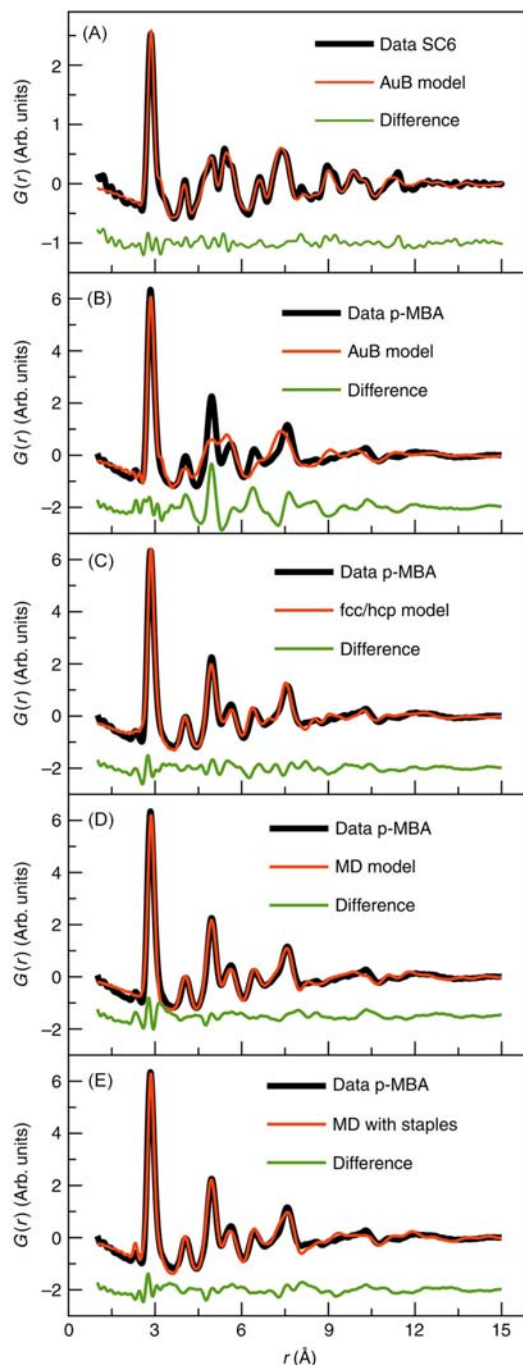 (A)
Data SC6
AuB model
Difference
G(r) (Arb. units)
2
1
0
−1
(B)
Data p-MBA
AuB model
Difference
G(r) (Arb. units)
6
4
2
0
−2
(C)
Data p-MBA
fcc/hcp model
Difference
G(r) (Arb. units)
6
4
2
0
−2
(D)
Data p-MBA
MD model
Difference
G(r) (Arb. units)
6
4
2
0
−2
(E)
Data p-MBA
MD with staples
Difference
G(r) (Arb. units)
6
4
2
0
−2
0 3 6 9 12 15
r (Å)